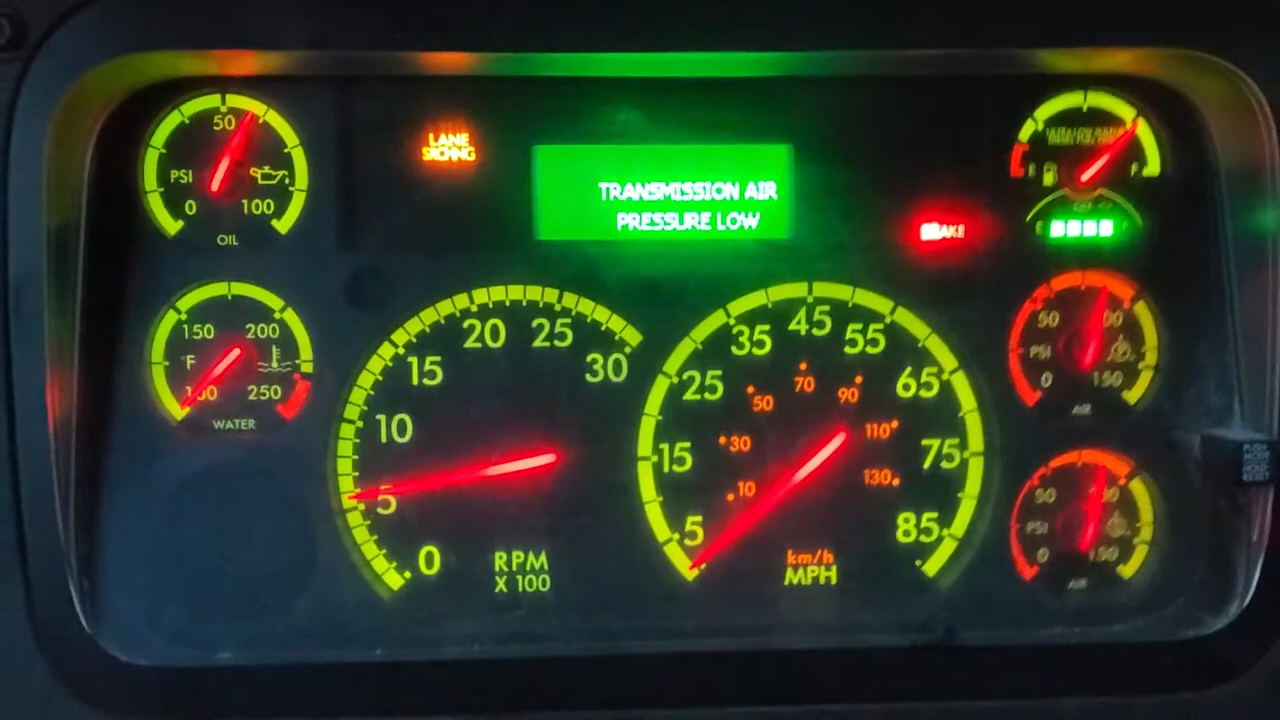 50
PSI
0
100
OIL
LANE
TRANSMISSION AIR
PRESSURE LOW
BRAKE
E
F
150
200
°F
100
250
WATER
0
5
10
15
20
25
30
RPM
X 100
5
15
25
35
45
55
65
75
85
10
30
50
70
90
110
130
km/h
MPH
50
100
PSI
0
150
AIR
50
100
PSI
0
150
AIR